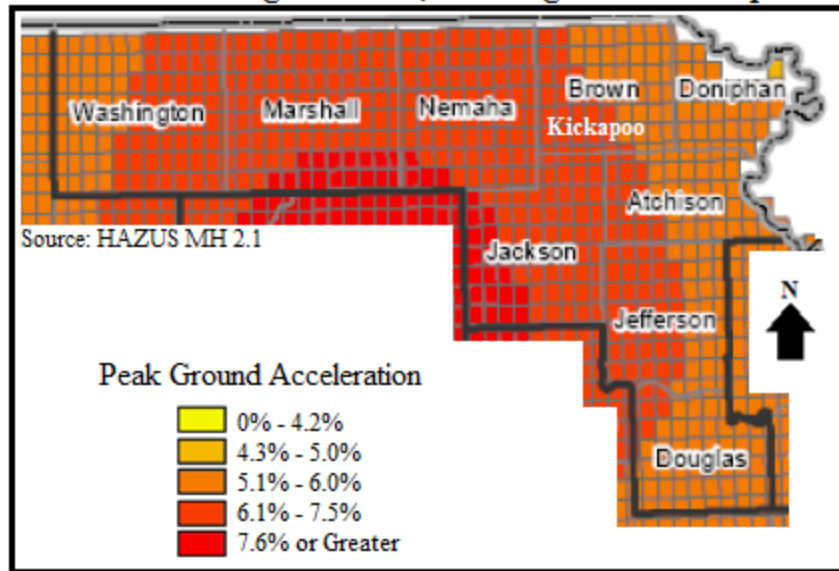 Washington
Marshall
Nemaha
Brown
Doniphan
Kickapoo
Atchison
Source: HAZUS MH 2.1
Jackson
N
Jefferson
Peak Ground Acceleration
0% - 4.2%
4.3% - 5.0%
5.1% - 6.0%
6.1% - 7.5%
7.6% or Greater
Douglas